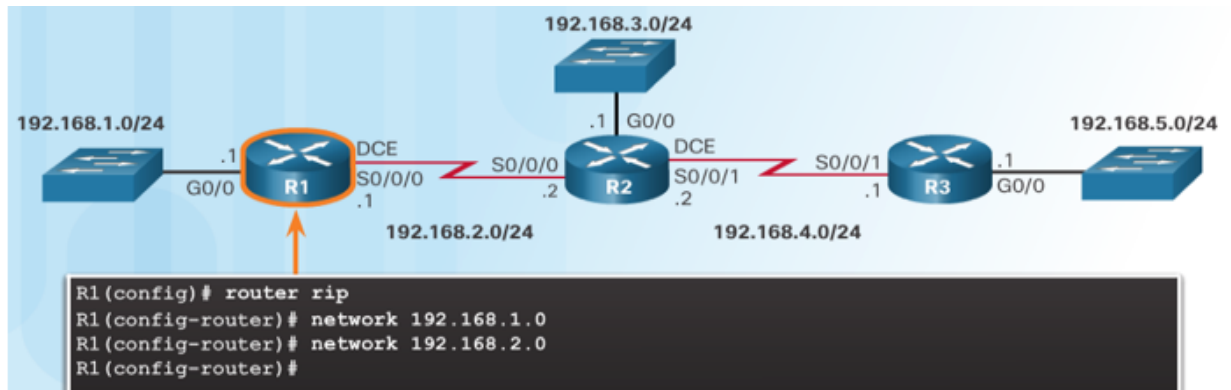 192.168.3.0/24
192.168.1.0/24
.1 G0/0
192.168.5.0/24
.1
DCE
DCE
R1
S0/0/0
S0/0/0
R2
S0/0/1
S0/0/1
R3
.1
G0/0
.1
.2
.2
.1
G0/0
192.168.2.0/24
192.168.4.0/24
R1(config)# router rip
R1(config-router)# network 192.168.1.0
R1(config-router)# network 192.168.2.0
R1(config-router)#